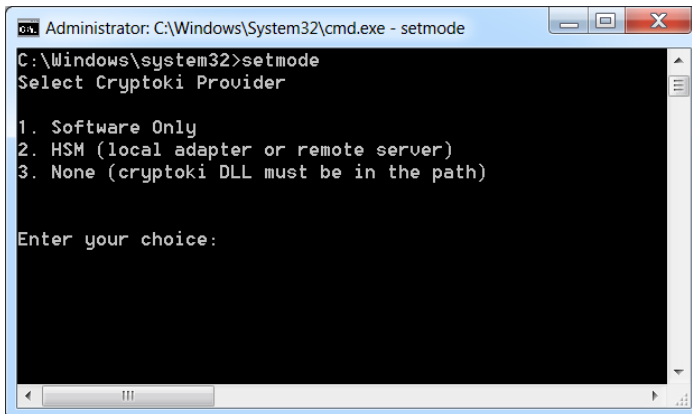 Administrator: C:\Windows\System32\cmd.exe - setmode
C:\Windows\system32>setmode
Select Cryptoki Provider
1. Software Only
2. HSM (local adapter or remote server)
3. None (cryptoki DLL must be in the path)
Enter your choice: